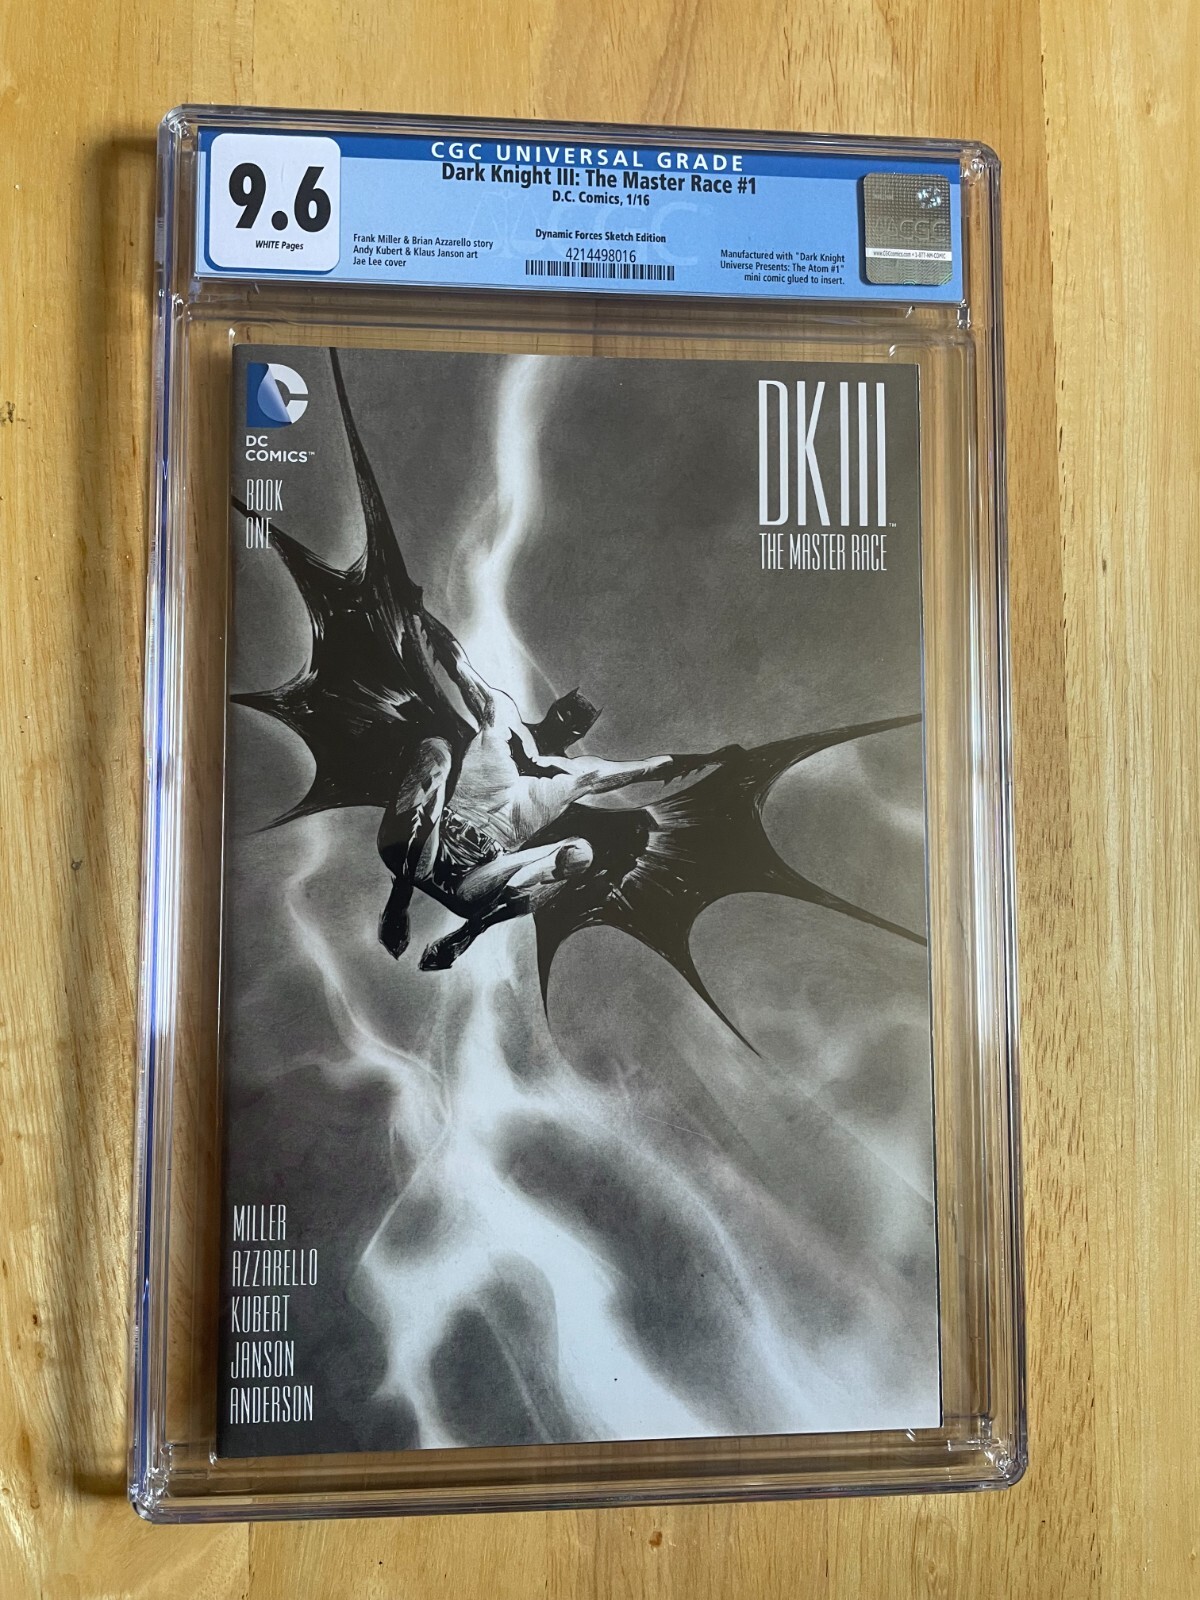 CGC UNIVERSAL GRADE
9.6
WHITE Pages
Dark Knight III: The Master Race #1
D.C. Comics, 1/16
Dynamic Forces Sketch Edition
4214498016
Frank Miller & Brian Azzarello story
Andy Kubert & Klaus Janson art
Jae Lee cover
Manufactured with "Dark Knight
Universe Presents: The Atom #1"
mini comic glued to insert.
CGC
DC
COMICS™
BOOK
ONE
DKIII™
THE MASTER RACE
MILLER
AZZARELLO
KUBERT
JANSON
ANDERSON